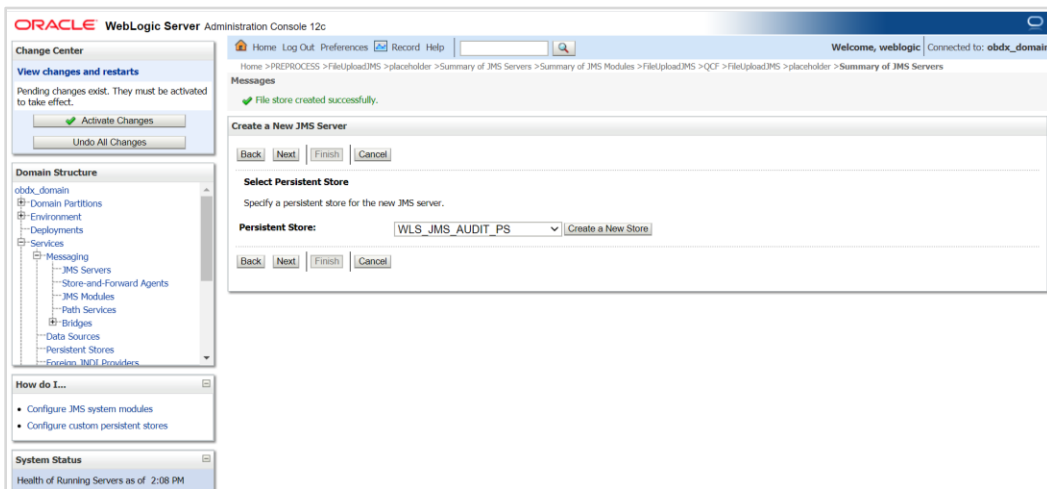 ORACLE WebLogic Server Administration Console 12c
Change Center
View changes and restarts
Pending changes exist. They must be activated
to take effect.
Activate Changes
Undo All Changes
Domain Structure
obdx_domain
Domain Partitions
Environment
Deployments
Services
Messaging
JMS Servers
Store-and-Forward Agents
JMS Modules
Path Services
Bridges
Data Sources
Persistent Stores
Foreign JNDI Providers
How do I...
Configure JMS system modules
Configure custom persistent stores
System Status
Health of Running Servers as of 2:08 PM
Home Log Out Preferences Record Help
Welcome, weblogic Connected to: obdx_domain
Home >PREPROCESS >FileUploadJMS >placeholder >Summary of JMS Servers >Summary of JMS Modules >FileUploadJMS >QCF >FileUploadJMS >placeholder >Summary of JMS Servers
Messages
File store created successfully.
Create a New JMS Server
Back Next Finish Cancel
Select Persistent Store
Specify a persistent store for the new JMS server.
Persistent Store: WLS_JMS_AUDIT_PS Create a New Store
Back Next Finish Cancel